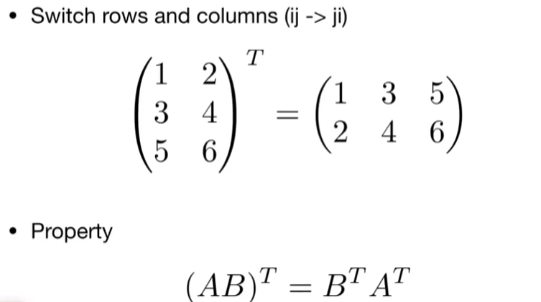 • Switch rows and columns (ij -> ji)
1 2 T
3 4 = 1 3 5
5 6 2 4 6
• Property
(AB)^T = B^T A^T